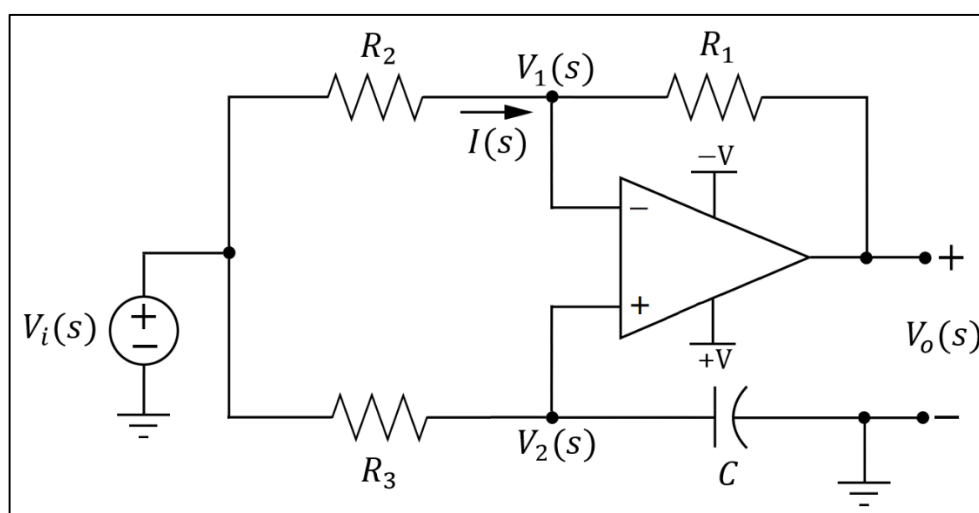 R₂
V₁(s)
R₁
I(s)
−V
−
+
Vᵢ(s)
+
−
+
Vₒ(s)
−
+V
R₃
V₂(s)
C